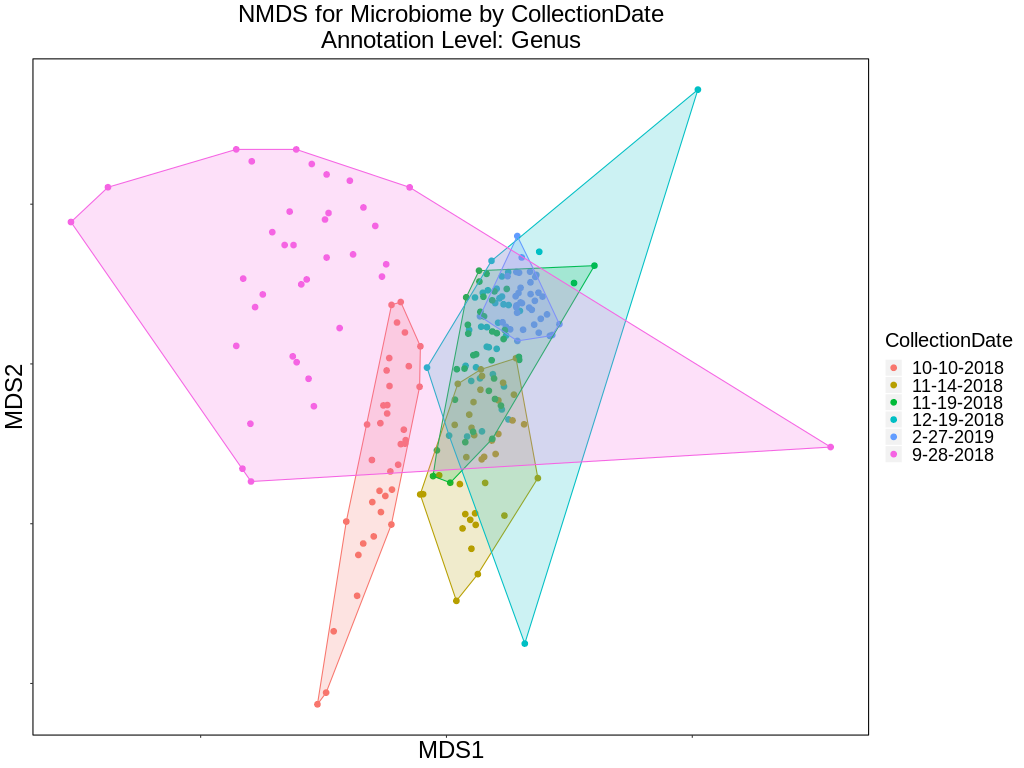 NMDS for Microbiome by CollectionDate
Annotation Level: Genus
MDS2
MDS1
CollectionDate
10-10-2018
11-14-2018
11-19-2018
12-19-2018
2-27-2019
9-28-2018